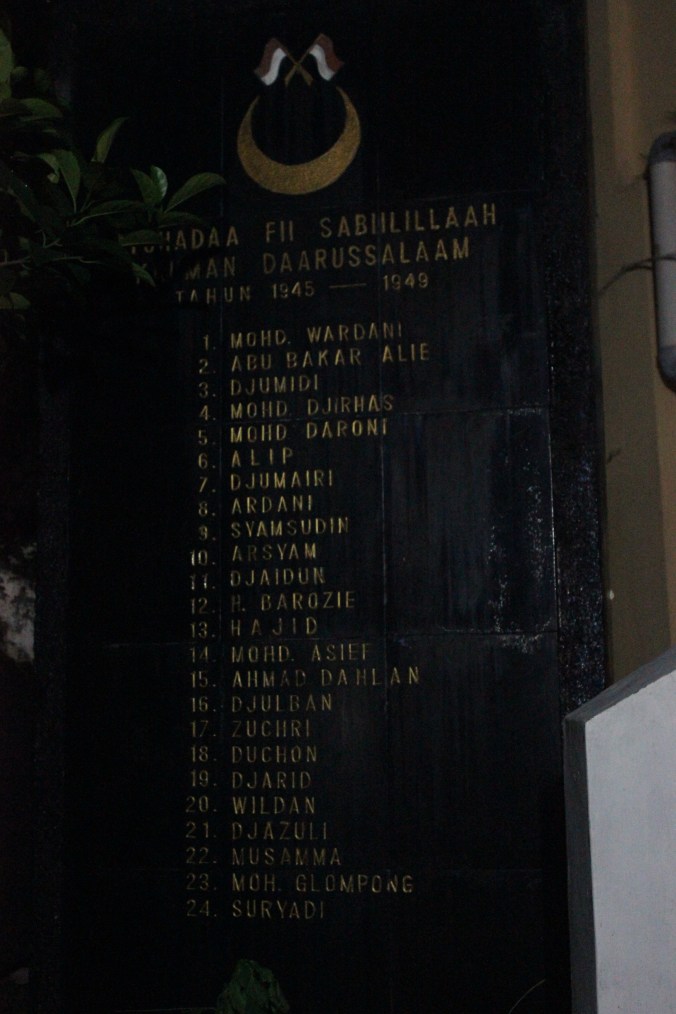 FII SABIILILLAAH
DAARUSSALAAM
TAHUN 1945 — 1949
1. MOHD. WARDANI
2. ABU BAKAR ALIE
3. DJUMIDI
4. MOHD. DJIRHAS
5. MOHD DARONI
6. ALIP
7. DJUMAIRI
8. ARDANI
9. SYAMSUDIN
10. ARSYAM
11. DJAIDUN
12. H. BAROZIE
13. HAJID
14. MOHD. ASIEF
15. AHMAD DAHLAN
16. DJULBAN
17. ZUCHRI
18. DUCHON
19. DJARID
20. WILDAN
21. DJAZULI
22. MUSAMMA
23. MOH. GLOMPONG
24. SURYADI